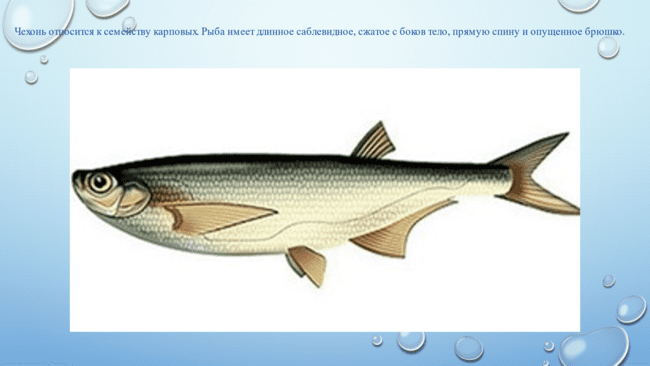 Чехонь относится к семейству карповых. Рыба имеет длинное саблевидное, сжатое с боков тело, прямую спину и опущенное брюшко.